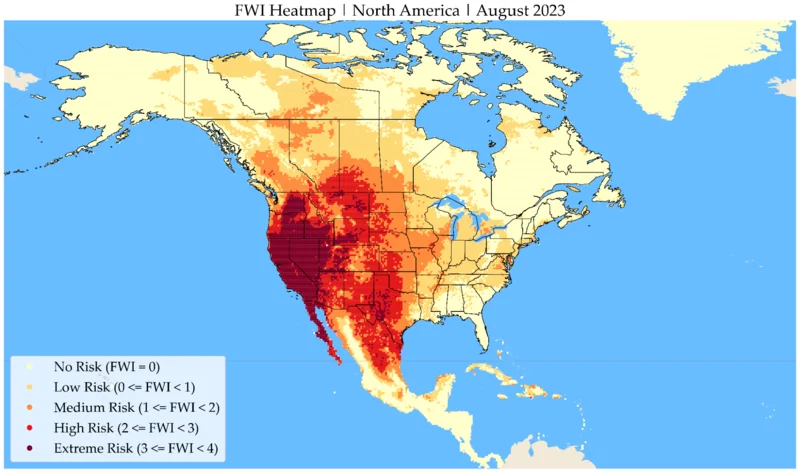 FWI Heatmap | North America | August 2023
No Risk (FWI = 0)
Low Risk (0 <= FWI < 1)
Medium Risk (1 <= FWI < 2)
High Risk (2 <= FWI < 3)
Extreme Risk (3 <= FWI < 4)